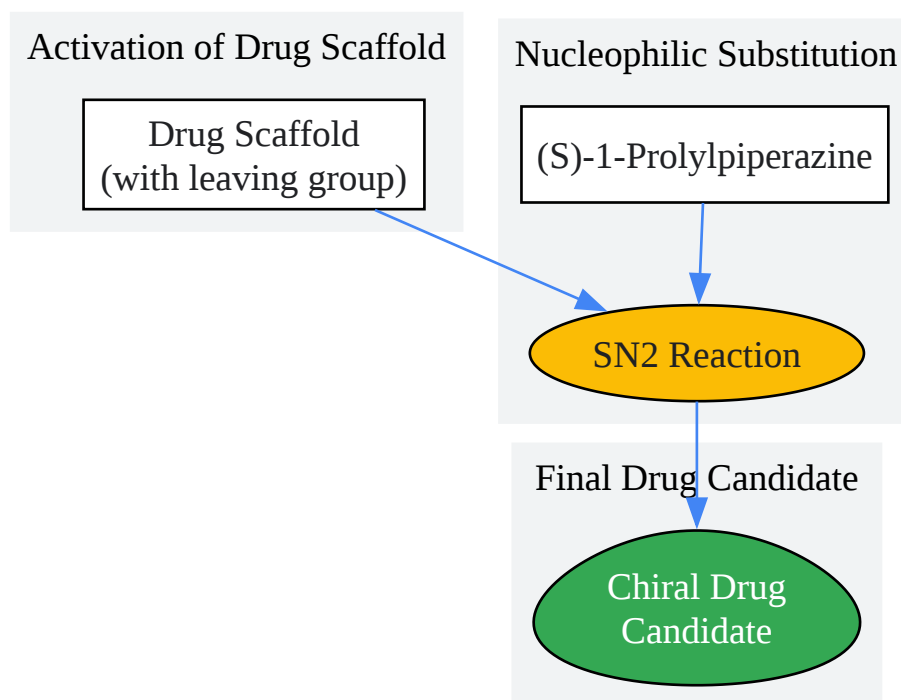 Activation of Drug Scaffold
Drug Scaffold
(with leaving group)
Nucleophilic Substitution
(S)-1-Prolylpiperazine
SN2 Reaction
Final Drug Candidate
Chiral Drug
Candidate